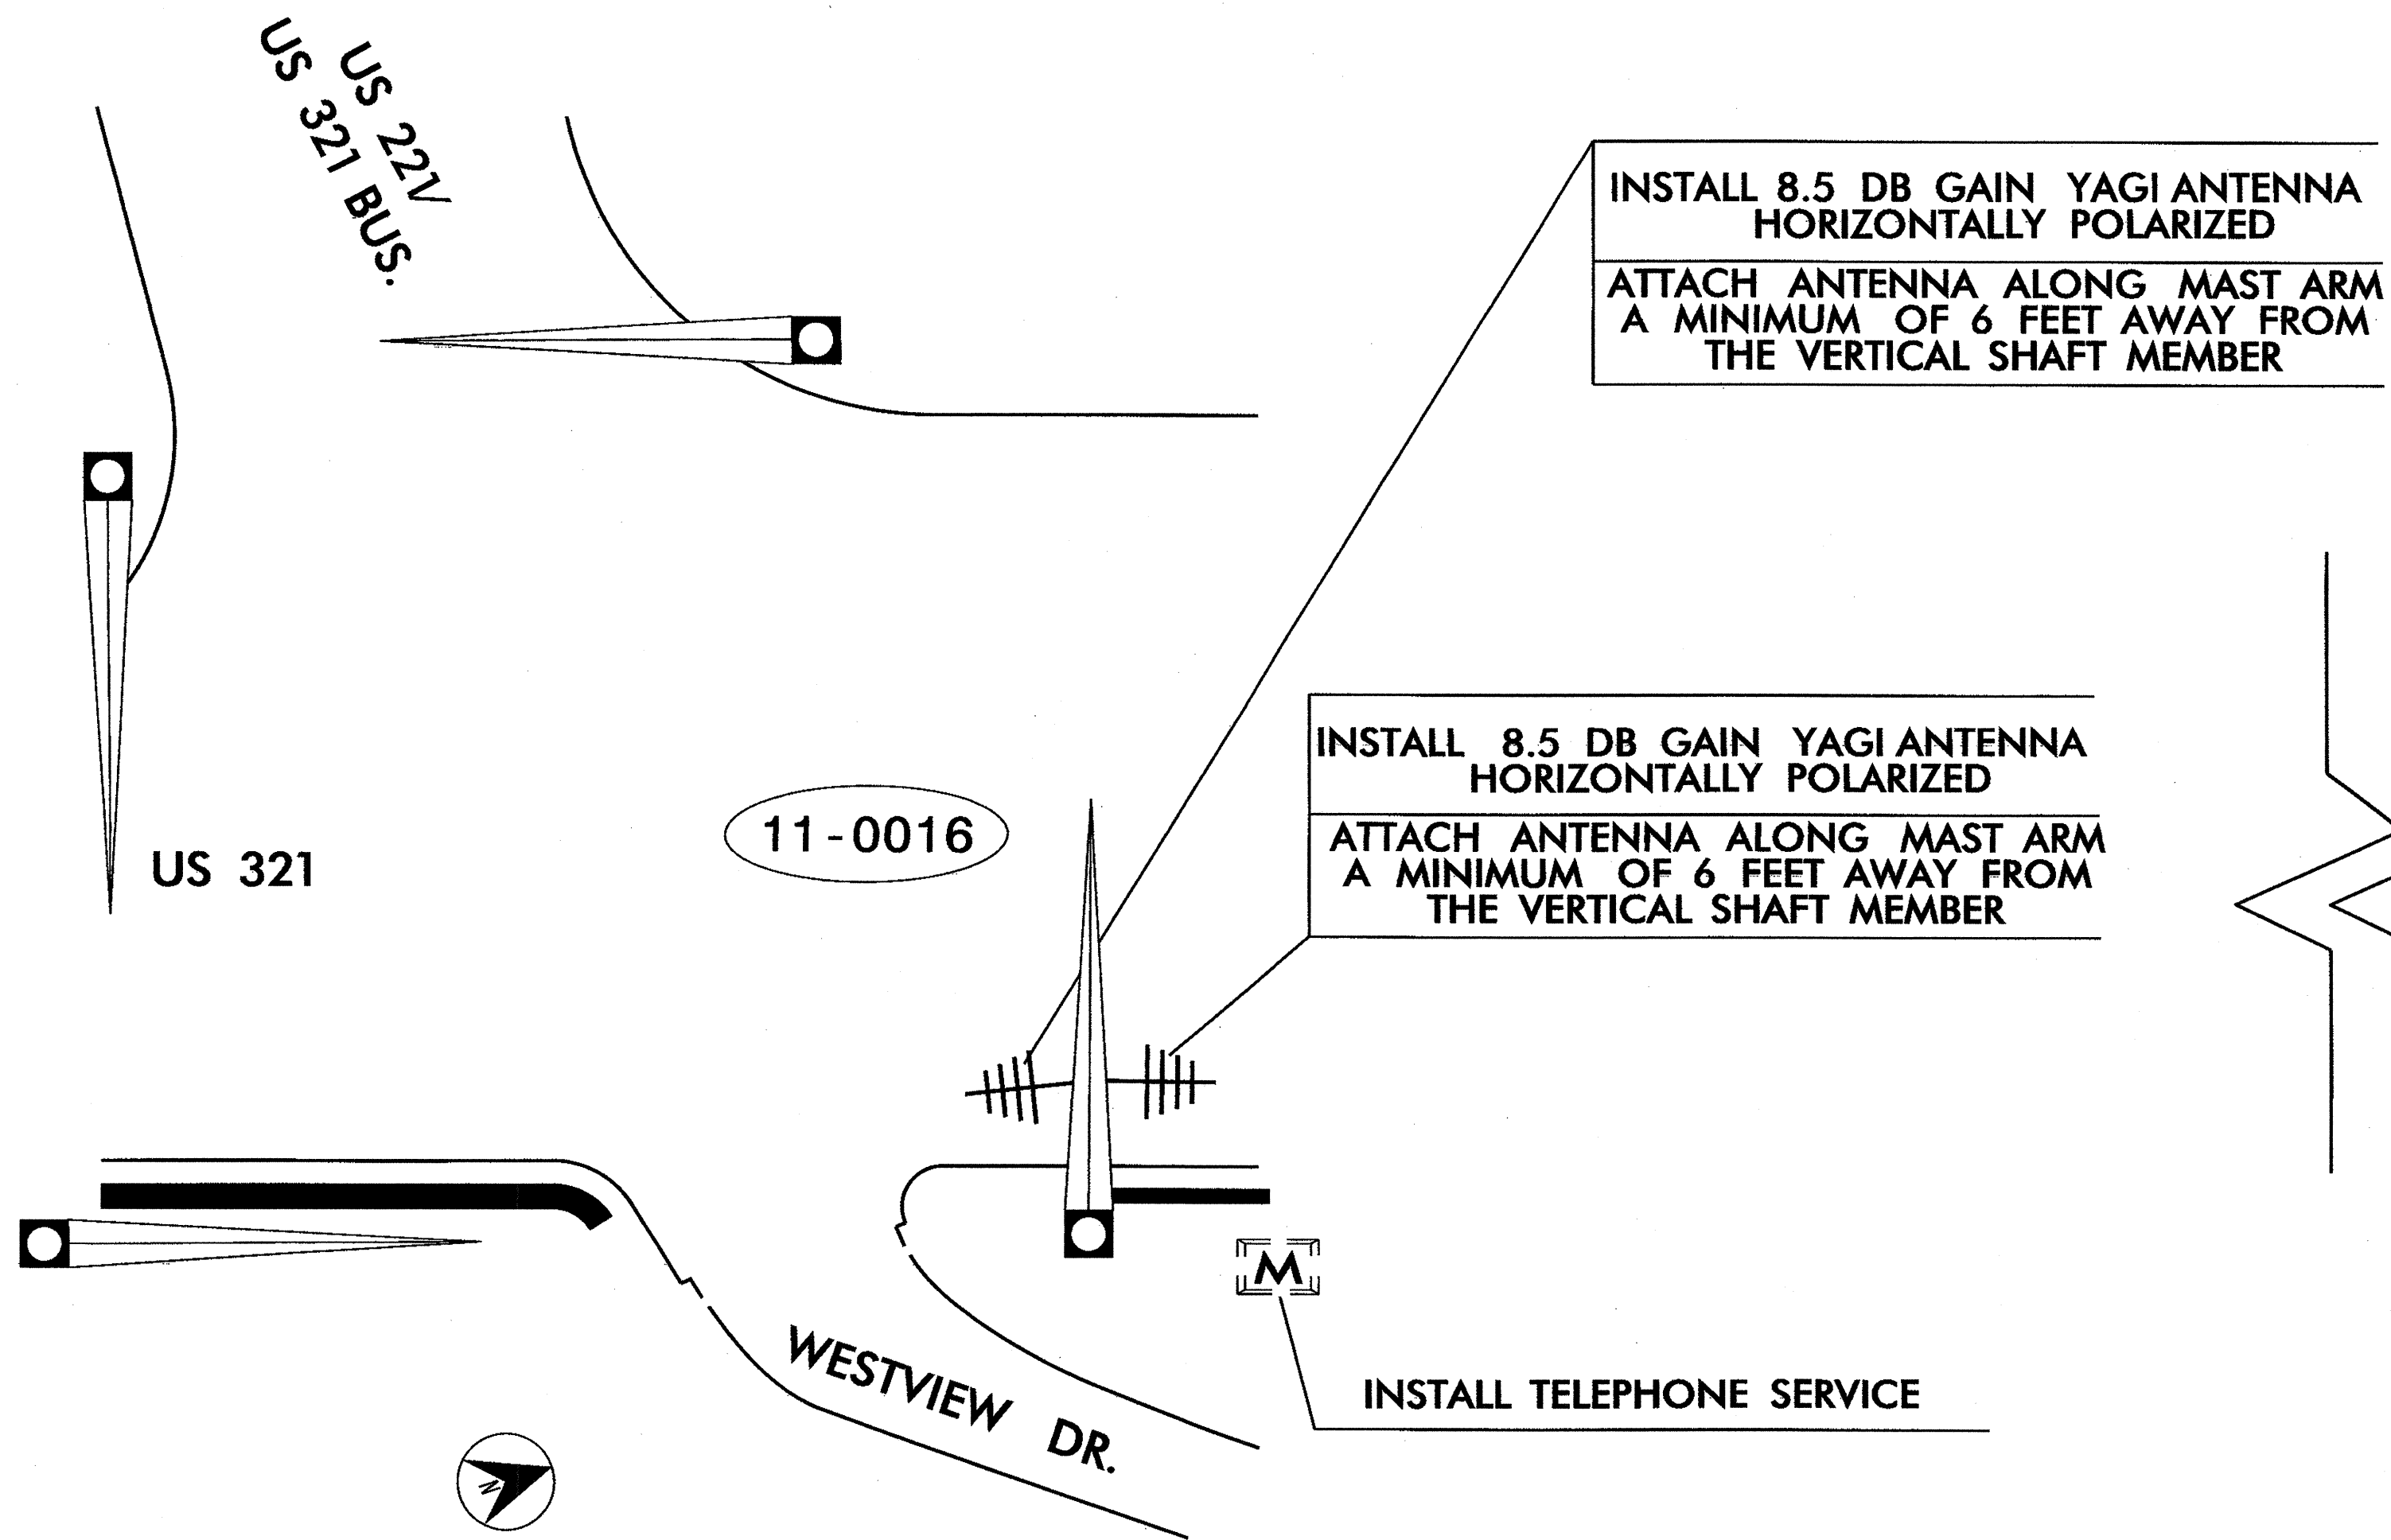 US 221/
US 321 BUS.
INSTALL 8.5 DB GAIN YAGI ANTENNA
HORIZONTALLY POLARIZED
ATTACH ANTENNA ALONG MAST ARM
A MINIMUM OF 6 FEET AWAY FROM
THE VERTICAL SHAFT MEMBER
INSTALL 8.5 DB GAIN YAGI ANTENNA
HORIZONTALLY POLARIZED
ATTACH ANTENNA ALONG MAST ARM
A MINIMUM OF 6 FEET AWAY FROM
THE VERTICAL SHAFT MEMBER
11-0016
US 321
M
WESTVIEW DR.
INSTALL TELEPHONE SERVICE
N